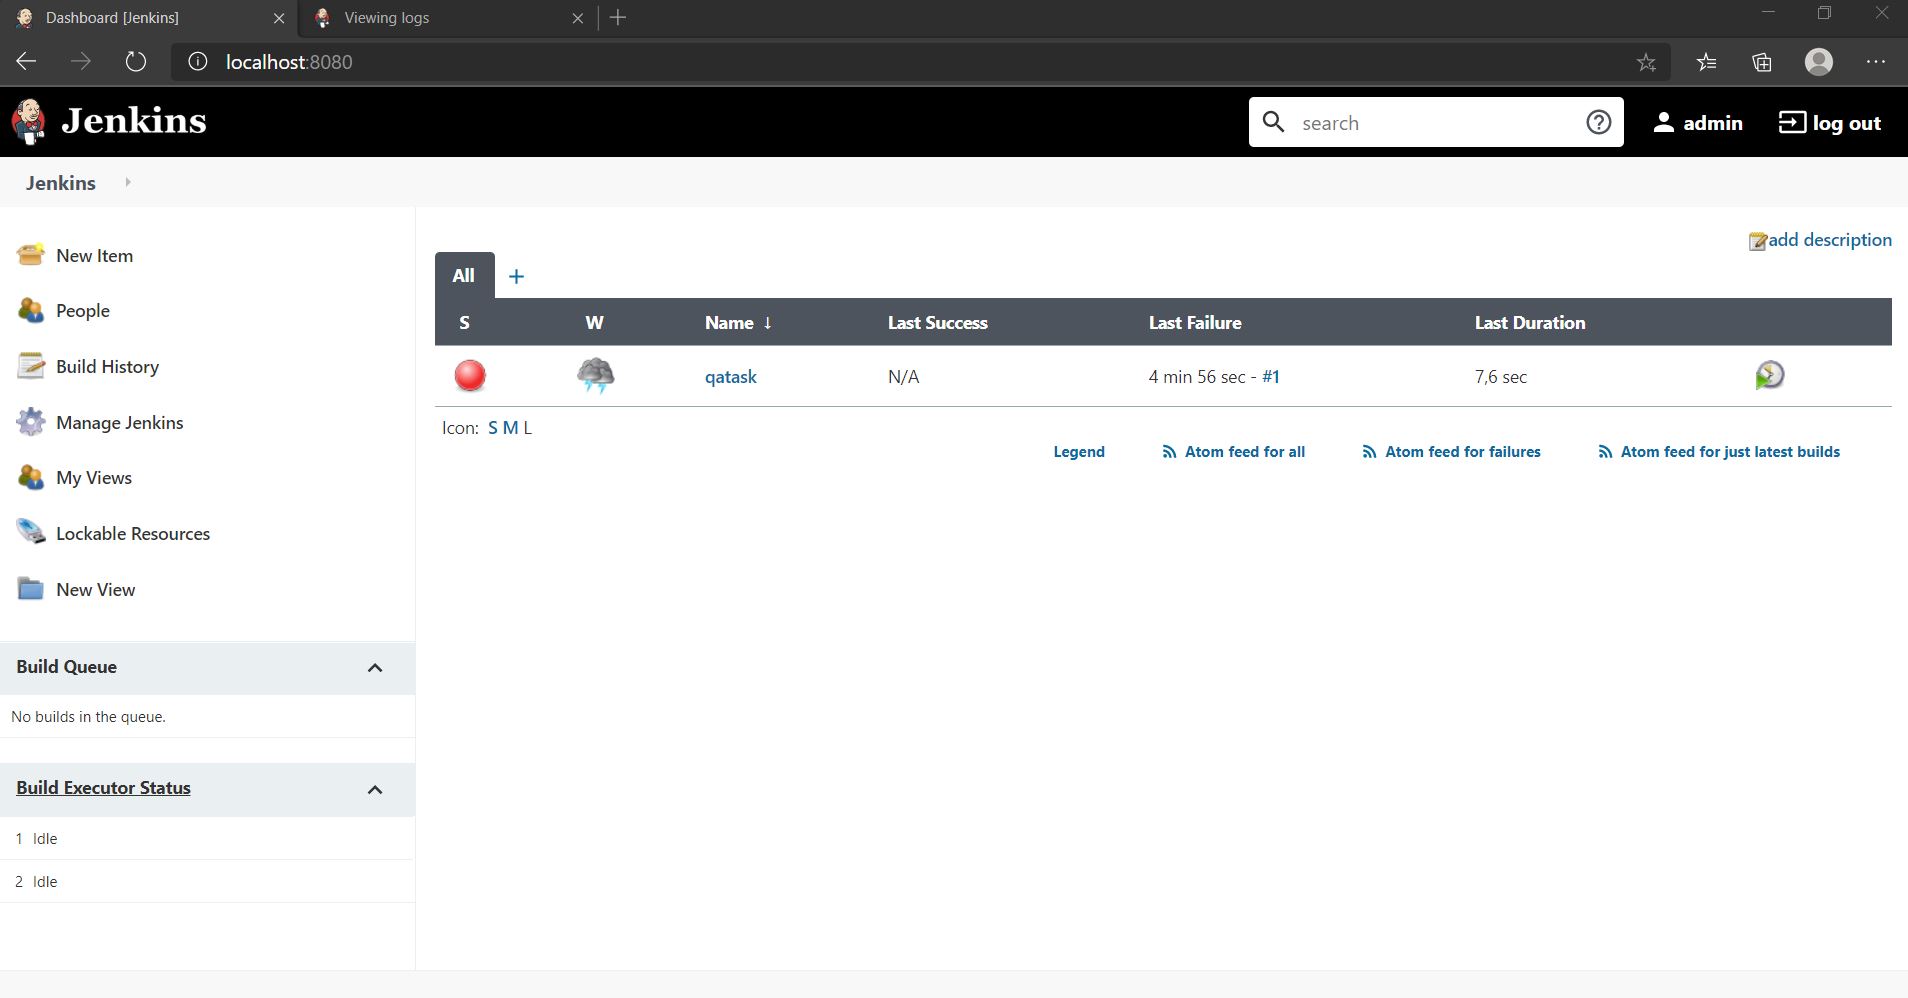 Dashboard [Jenkins]
Viewing logs
localhost:8080
Jenkins
search
admin
log out
Jenkins
New Item
People
Build History
Manage Jenkins
My Views
Lockable Resources
New View
Build Queue
No builds in the queue.
Build Executor Status
1 Idle
2 Idle
add description
All +
S W Name ↓ Last Success Last Failure Last Duration
qatask N/A 4 min 56 sec - #1 7,6 sec
Icon: S M L
Legend Atom feed for all Atom feed for failures Atom feed for just latest builds